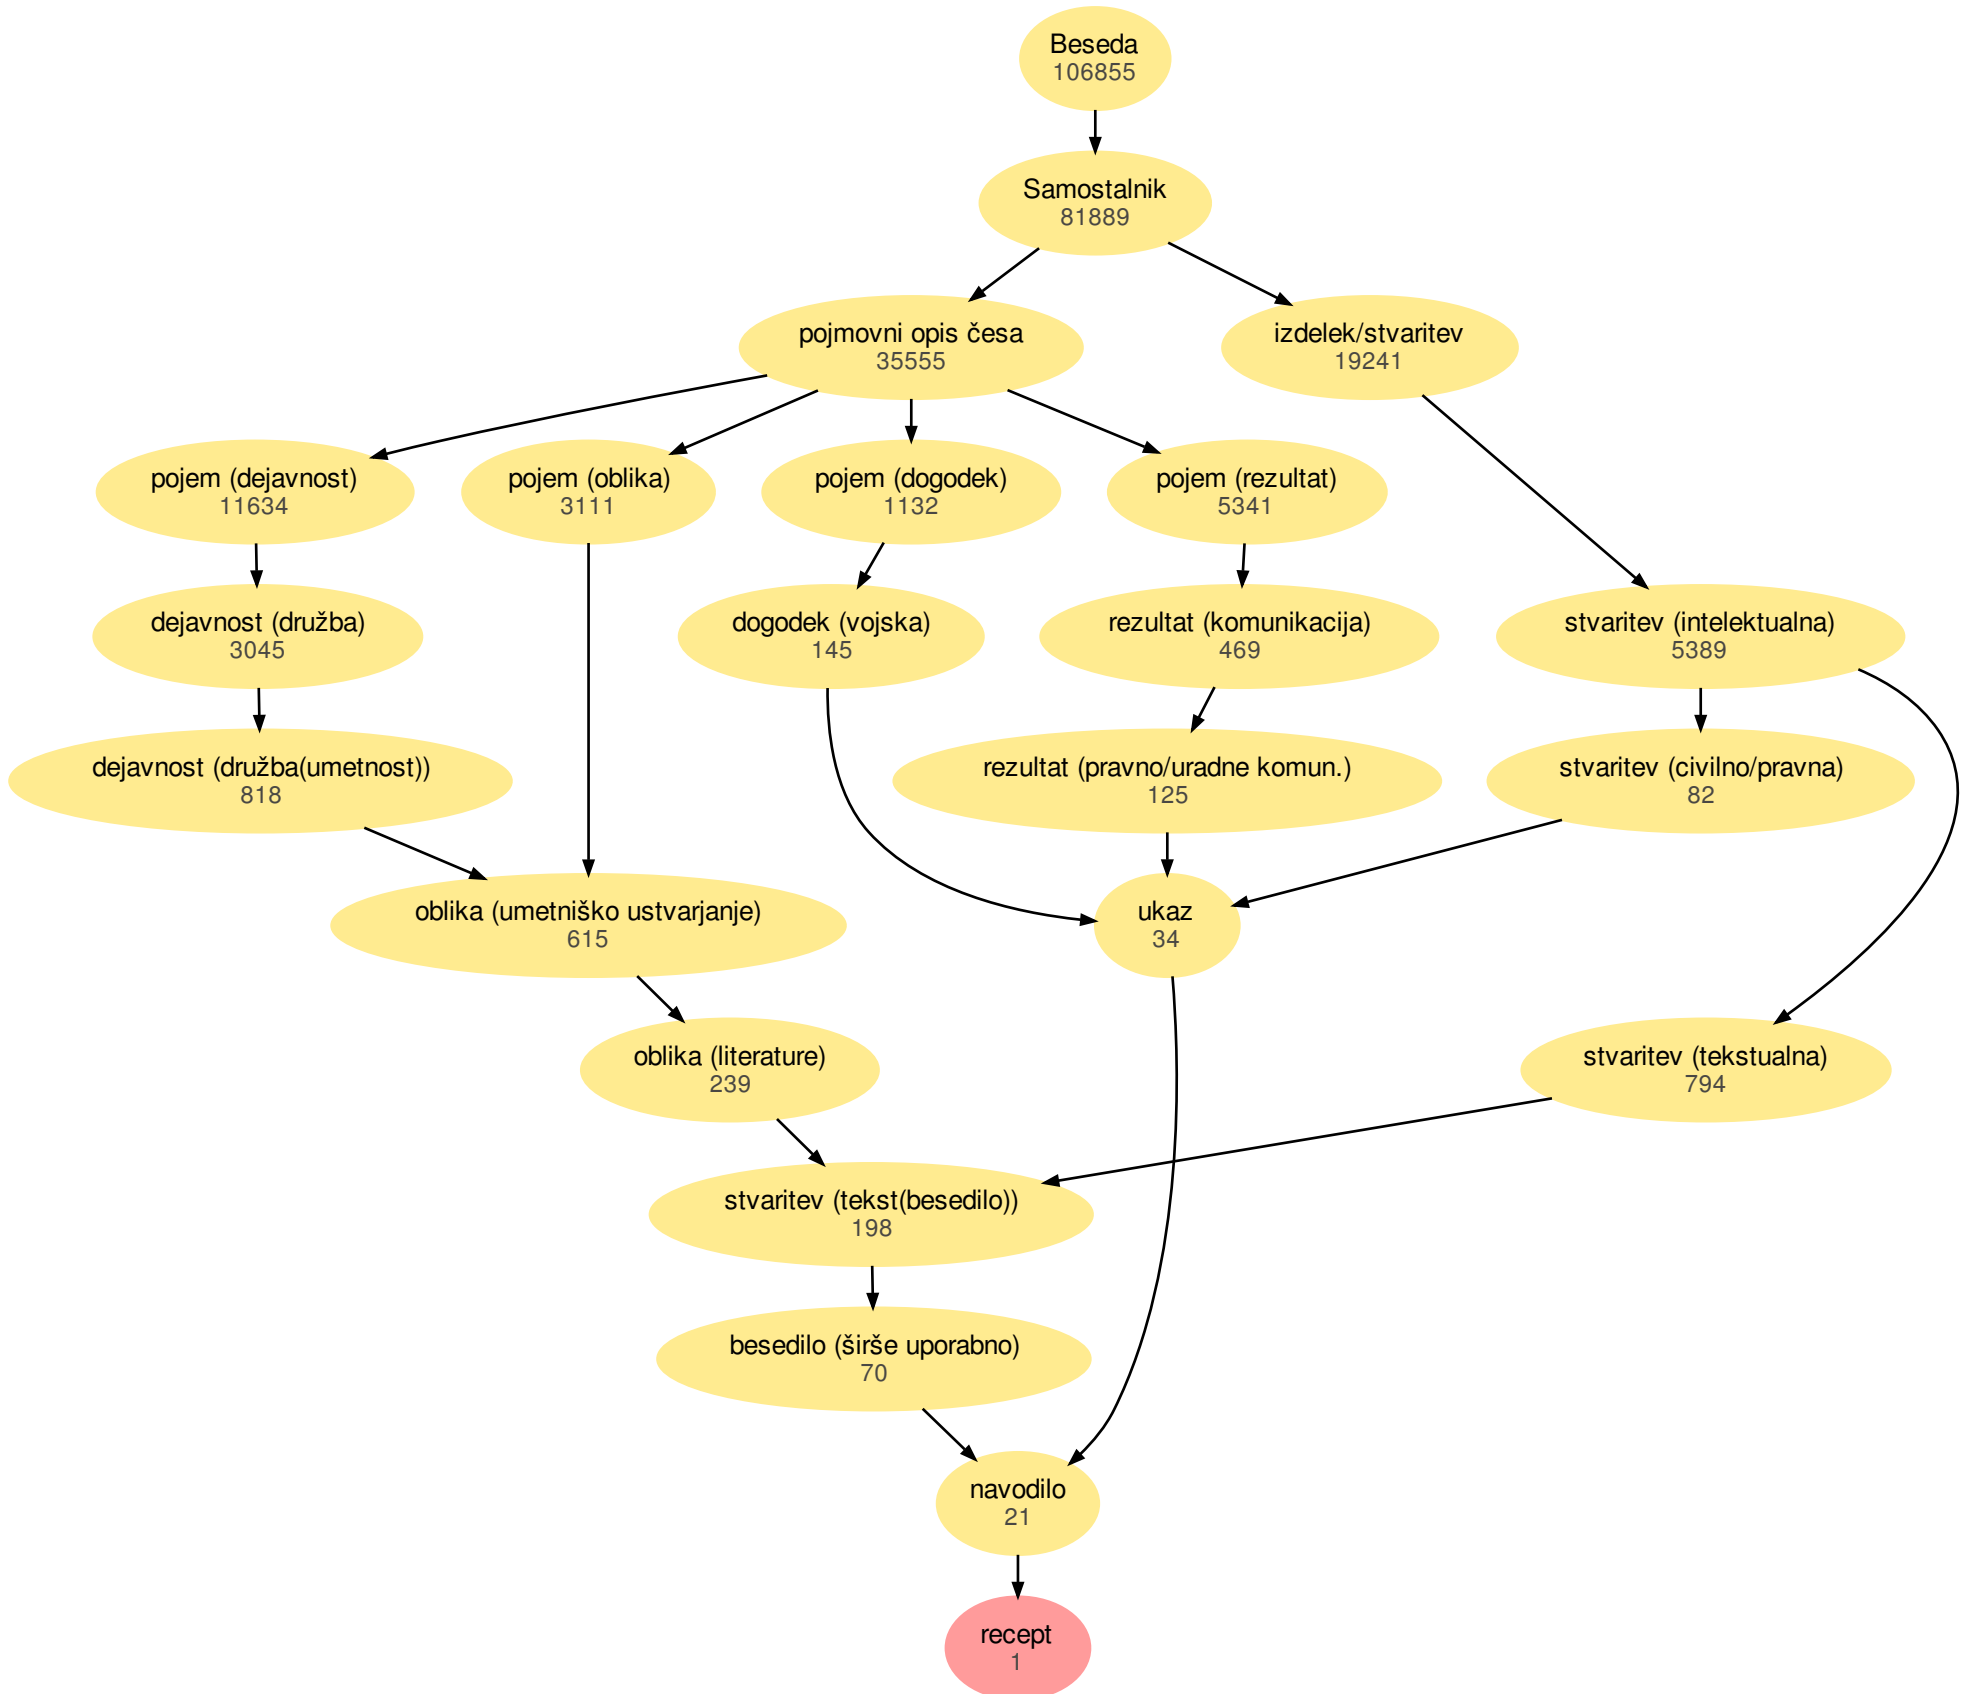 Beseda
106855
Samostalnik
81889
pojmovni opis česa
35555
izdelek/stvaritev
19241
pojem (dejavnost)
11634
pojem (oblika)
3111
pojem (dogodek)
1132
pojem (rezultat)
5341
dejavnost (družba)
3045
dogodek (vojska)
145
rezultat (komunikacija)
469
stvaritev (intelektualna)
5389
dejavnost (družba(umetnost))
818
rezultat (pravno/uradne komun.)
125
stvaritev (civilno/pravna)
82
oblika (umetniško ustvarjanje)
615
ukaz
34
oblika (literature)
239
stvaritev (tekstualna)
794
stvaritev (tekst(besedilo))
198
besedilo (širše uporabno)
70
navodilo
21
recept
1